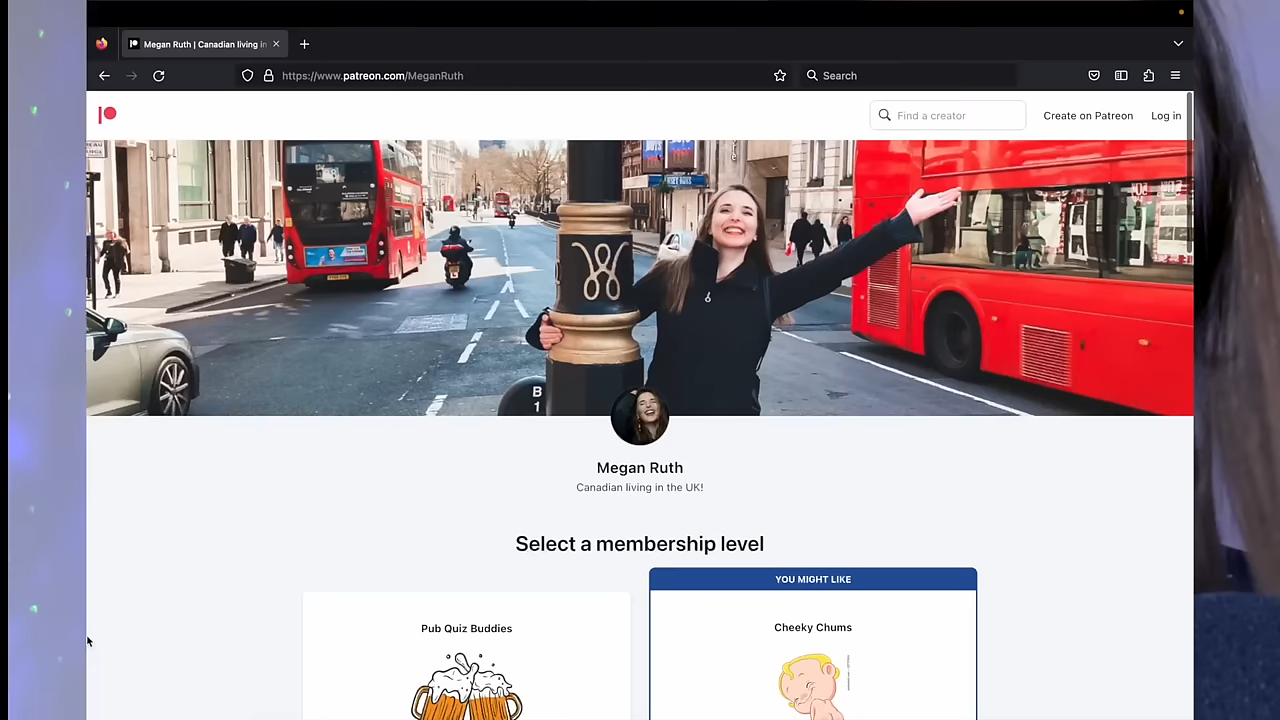 Megan Ruth | Canadian living in
https://www.patreon.com/MeganRuth
Search
Find a creator
Create on Patreon
Log in
B
1
Megan Ruth
Canadian living in the UK!
Select a membership level
YOU MIGHT LIKE
Pub Quiz Buddies
Cheeky Chums